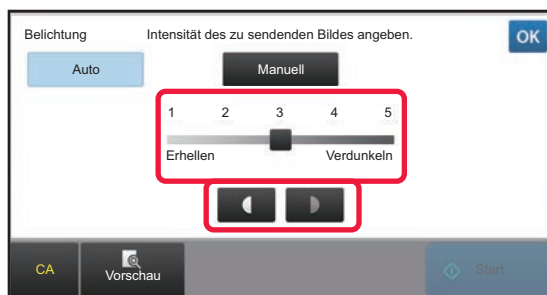 Belichtung Intensität des zu sendenden Bildes angeben. OK
Auto Manuell
1 2 3 4 5
Erhellen Verdunkeln
CA Vorschau Start